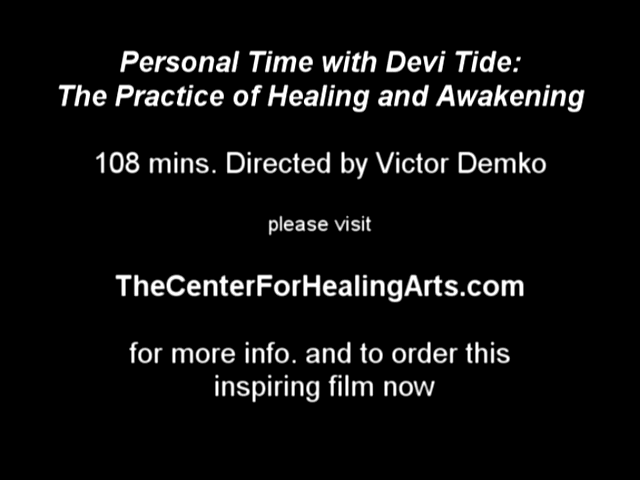 Personal Time with Devi Tide:
The Practice of Healing and Awakening
108 mins. Directed by Victor Demko
please visit
TheCenterForHealingArts.com
for more info. and to order this
inspiring film now